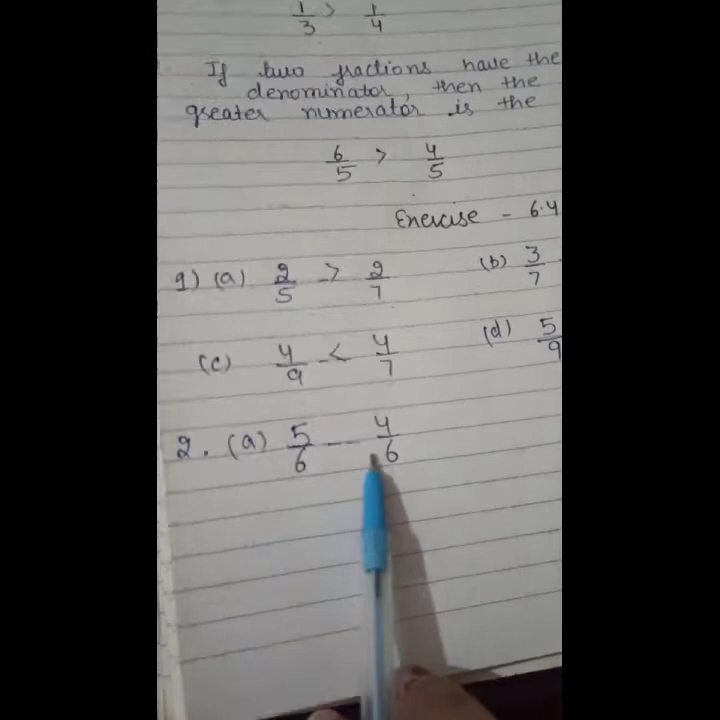 1/3 > 1/4
If two fractions have the
denominator, then the
greater numerator is the
6/5 > 4/5
Exercise - 6.4
1) (a) 2/5 > 2/7 (b) 3/7
(c) 4/9 < 4/7 (d) 5/9
2. (a) 5/6 -- 4/6